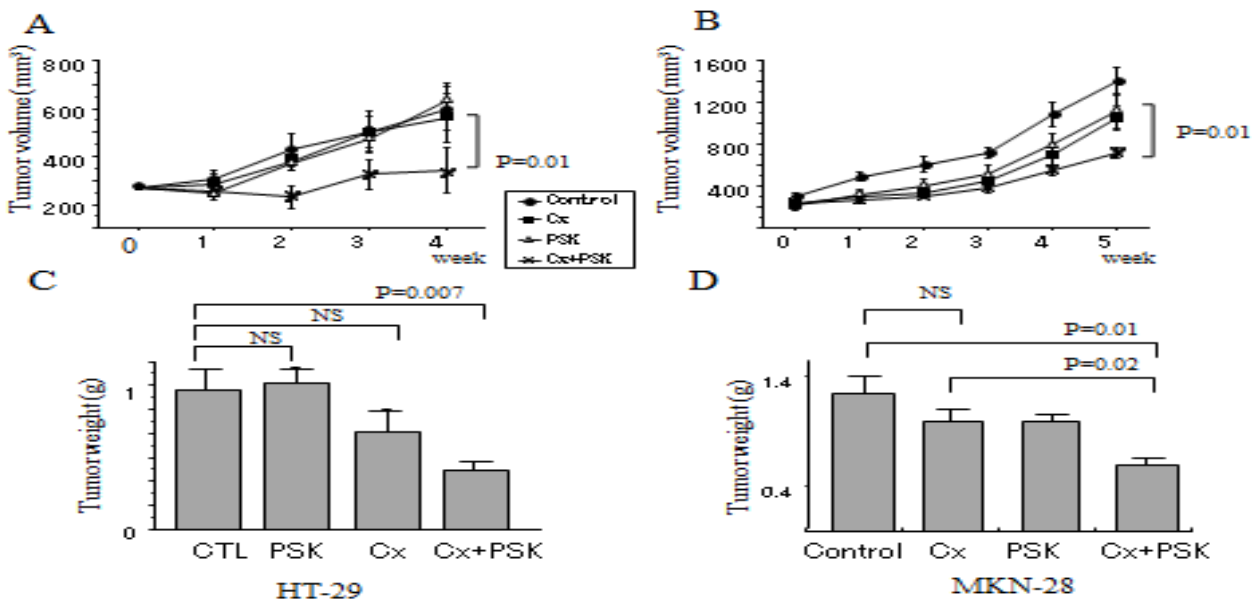 A
Tumor volume(mm³)
800
600
400
200
0
1
2
3
4
week
P=0.01
Control
Cx
PSK
Cx+PSK
B
Tumor volume(mm³)
1600
1200
800
400
0
1
2
3
4
5
week
P=0.01
C
P=0.007
NS
NS
Tumorweight(g)
1
0
CTL PSK Cx Cx+PSK
HT-29
D
NS
P=0.01
P=0.02
Tumorweight(g)
1.4
0.4
Control Cx PSK Cx+PSK
MKN-28